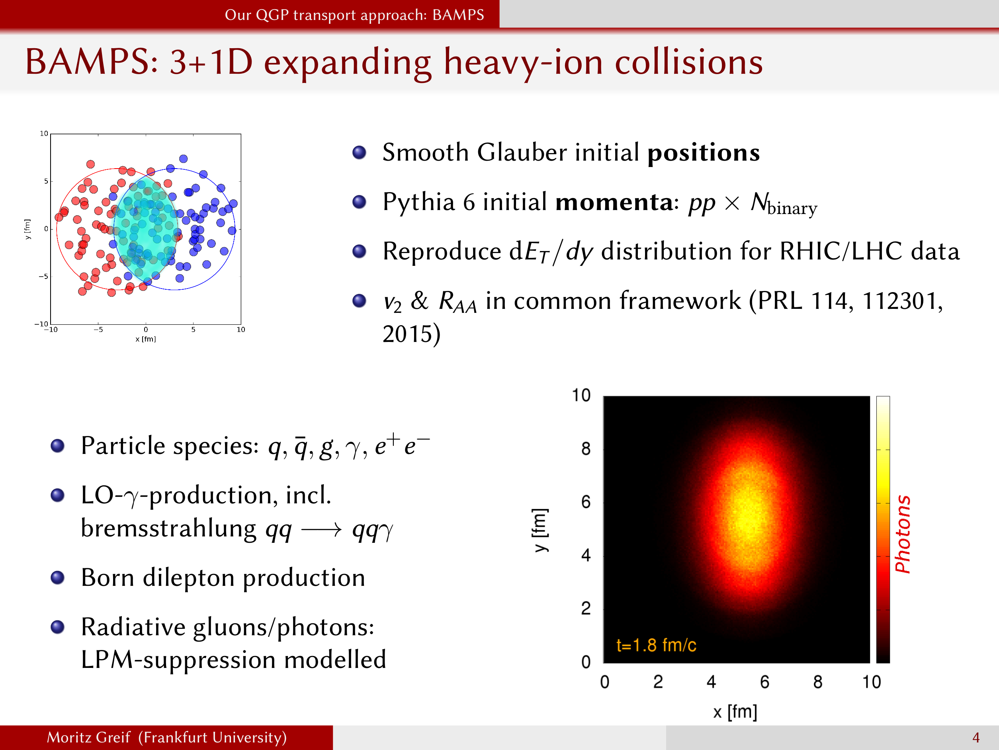 Our QGP transport approach: BAMPS
BAMPS: 3+1D expanding heavy-ion collisions
10
5
0
−5
−10
y [fm]
−10 −5 0 5 10
x [fm]
Smooth Glauber initial positions
Pythia 6 initial momenta: pp × N_binary
Reproduce dE_T/dy distribution for RHIC/LHC data
v_2 & R_AA in common framework (PRL 114, 112301,
2015)
Particle species: q, q̄, g, γ, e⁺e⁻
LO-γ-production, incl.
bremsstrahlung qq ⟶ qqγ
Born dilepton production
Radiative gluons/photons:
LPM-suppression modelled
10
8
6
4
2
0
y [fm]
t=1.8 fm/c
0 2 4 6 8 10
x [fm]
Photons
Moritz Greif (Frankfurt University)
4